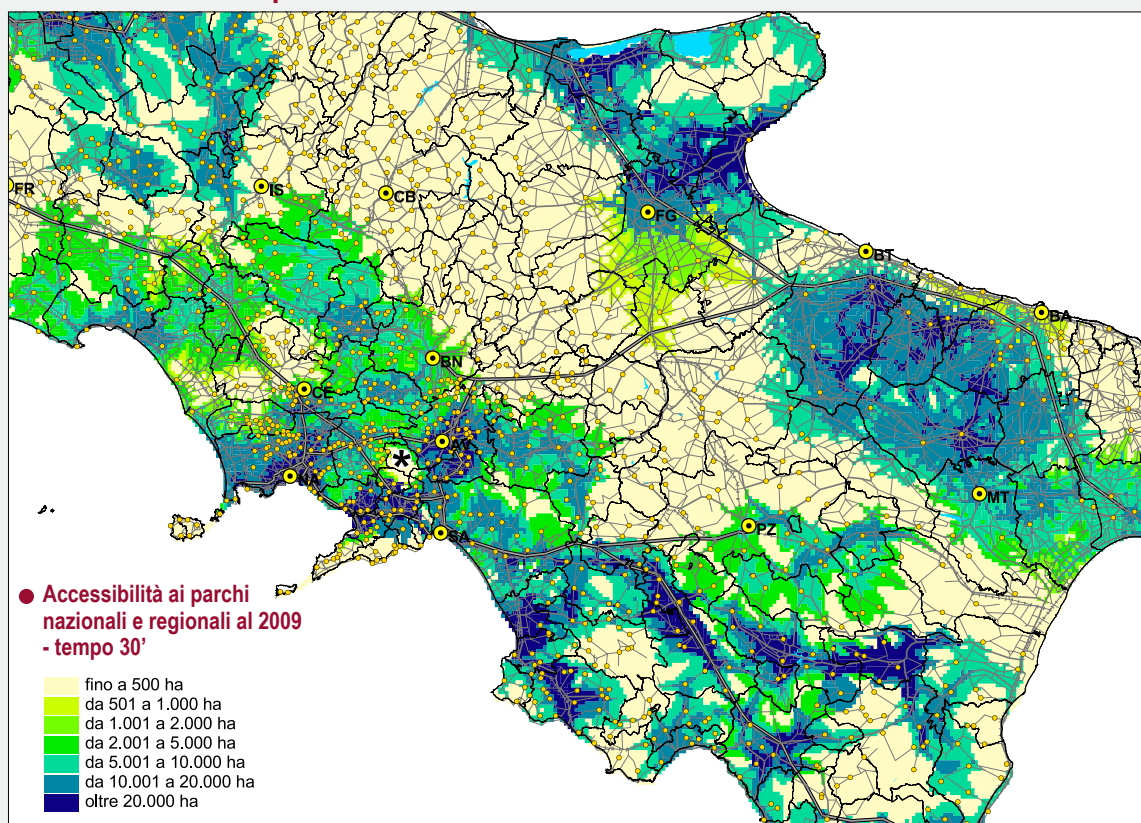 FR
IS
CB
FG
BT
BA
BN
CE
AV
*
NA
SA
PZ
MT
Accessibilità ai parchi
nazionali e regionali al 2009
- tempo 30’
fino a 500 ha
da 501 a 1.000 ha
da 1.001 a 2.000 ha
da 2.001 a 5.000 ha
da 5.001 a 10.000 ha
da 10.001 a 20.000 ha
oltre 20.000 ha